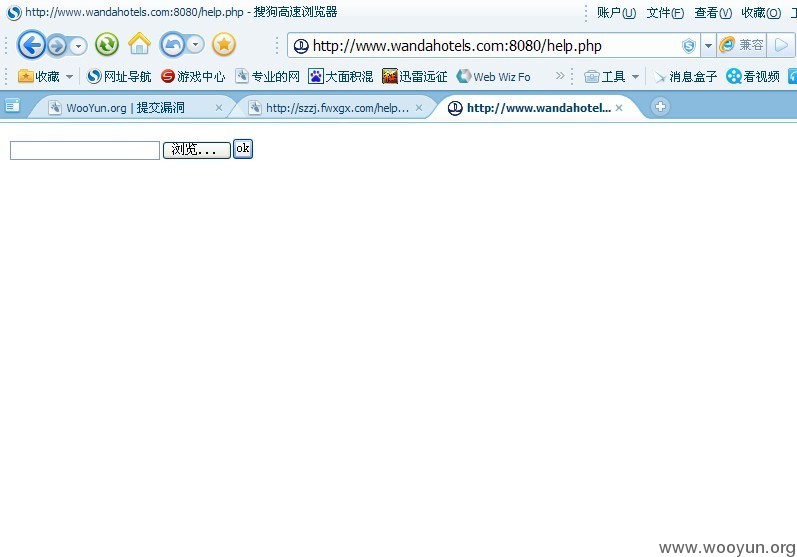 http://www.wandahotels.com:8080/help.php - 搜狗高速浏览器
账户(U) 文件(F) 查看(V) 收藏(O)
http://www.wandahotels.com:8080/help.php 兼容
收藏 网址导航 游戏中心 专业的网 大面积混 迅雷远征 Web Wiz Fo » 工具 消息盒子 看视频
WooYun.org | 提交漏洞 http://szzj.fwxgx.com/help... http://www.wandahotel...
浏览... ok
www.wooyun.org